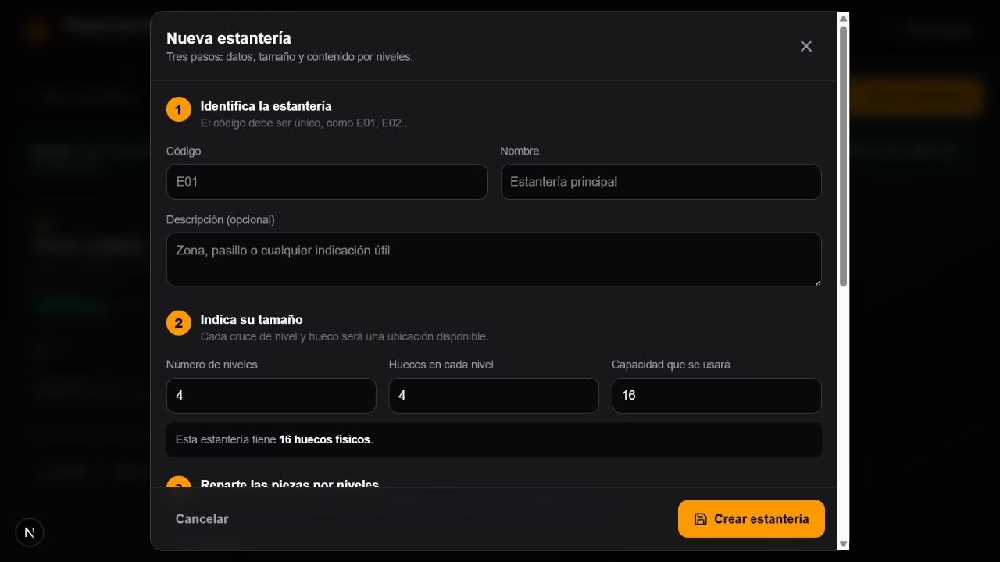 Nueva estantería
Tres pasos: datos, tamaño y contenido por niveles.
1
Identifica la estantería
El código debe ser único, como E01, E02...
Código
Nombre
E01
Estantería principal
Descripción (opcional)
Zona, pasillo o cualquier indicación útil
2
Indica su tamaño
Cada cruce de nivel y hueco será una ubicación disponible.
Número de niveles
Huecos en cada nivel
Capacidad que se usará
4
4
16
Esta estantería tiene 16 huecos físicos.
3
Reparte las piezas por niveles
Cancelar
Crear estantería
N